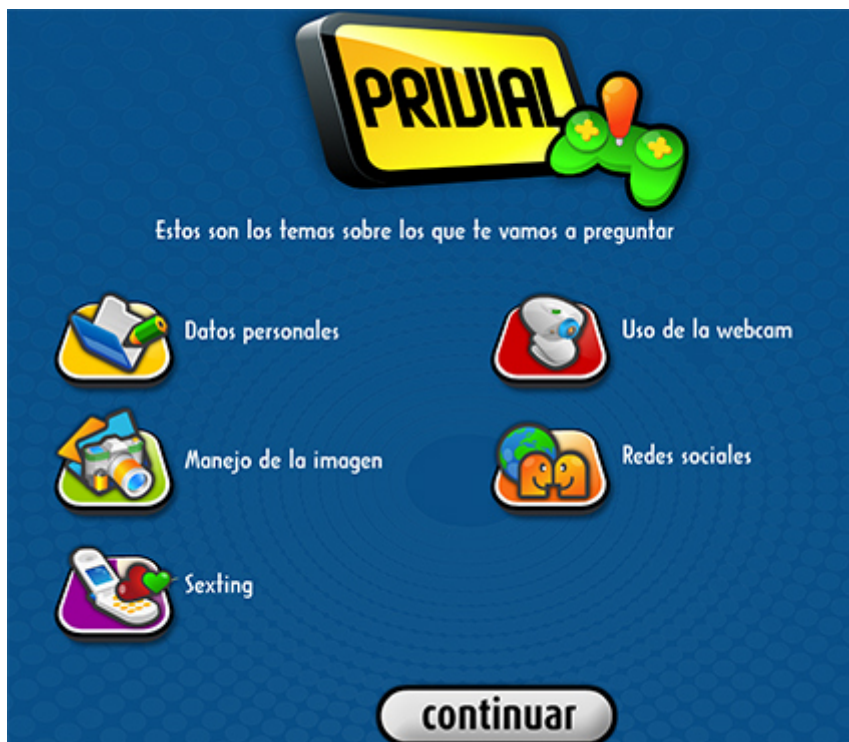 PRIVIAL
Estos son los temas sobre los que te vamos a preguntar
Datos personales
Uso de la webcam
Manejo de la imagen
Redes sociales
Sexting
continuar